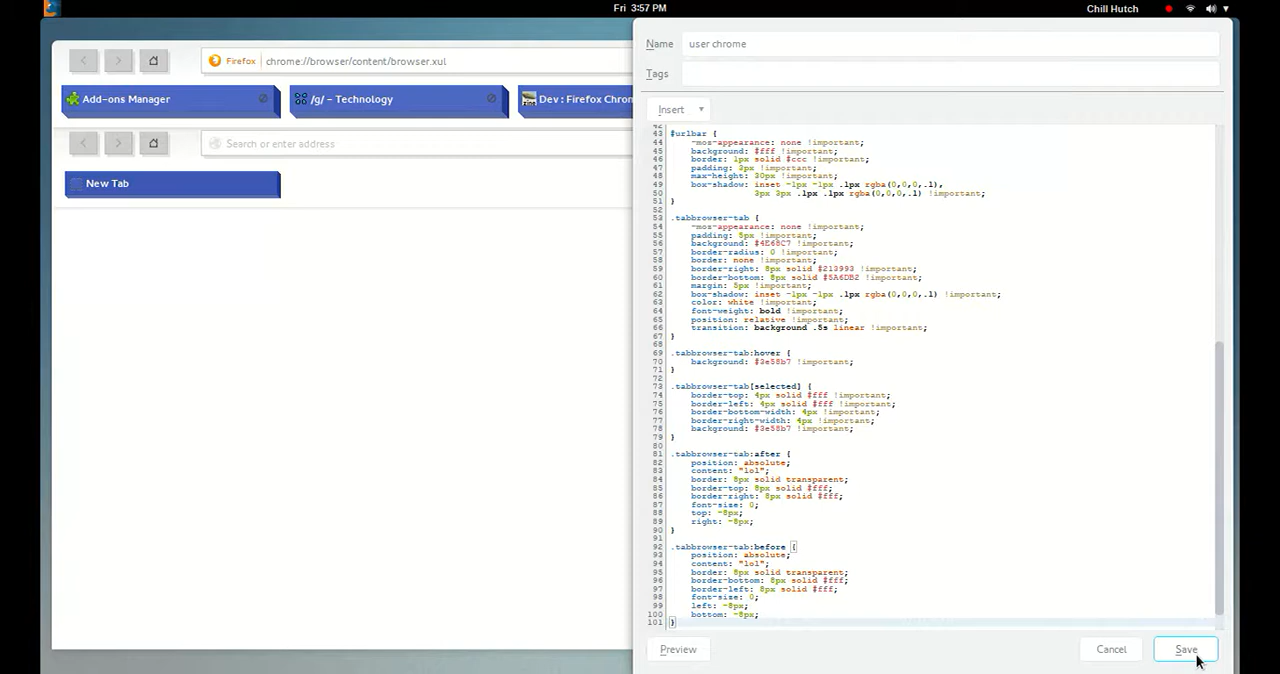 Fri 3:57 PM
Chill Hutch
Firefox chrome://browser/content/browser.xul
Add-ons Manager
/g/ - Technology
Dev : Firefox Chron
Search or enter address
New Tab
Name user chrome
Tags
Insert
42
43 #urlbar {
44 -moz-appearance: none !important;
45 background: #fff !important;
46 border: 1px solid #ccc !important;
47 padding: 3px !important;
48 max-height: 30px !important;
49 box-shadow: inset -1px -1px .1px rgba(0,0,0,.1),
50 3px 3px .1px .1px rgba(0,0,0,.1) !important;
51 }
52
53 .tabbrowser-tab {
54 -moz-appearance: none !important;
55 padding: 5px !important;
56 background: #4E68C7 !important;
57 border-radius: 0 !important;
58 border: none !important;
59 border-right: 8px solid #213993 !important;
60 border-bottom: 8px solid #5A6DB2 !important;
61 margin: 5px !important;
62 box-shadow: inset -1px -1px .1px rgba(0,0,0,.1) !important;
63 color: white !important;
64 font-weight: bold !important;
65 position: relative !important;
66 transition: background .5s linear !important;
67 }
68
69 .tabbrowser-tab:hover {
70 background: #3e58b7 !important;
71 }
72
73 .tabbrowser-tab[selected] {
74 border-top: 4px solid #fff !important;
75 border-left: 4px solid #fff !important;
76 border-bottom-width: 4px !important;
77 border-right-width: 4px !important;
78 background: #3e58b7 !important;
79 }
80
81 .tabbrowser-tab:after {
82 position: absolute;
83 content: "lol";
84 border: 8px solid transparent;
85 border-top: 8px solid #fff;
86 border-right: 8px solid #fff;
87 font-size: 0;
88 top: -8px;
89 right: -8px;
90 }
91
92 .tabbrowser-tab:before {
93 position: absolute;
94 content: "lol";
95 border: 8px solid transparent;
96 border-bottom: 8px solid #fff;
97 border-left: 8px solid #fff;
98 font-size: 0;
99 left: -8px;
100 bottom: -8px;
101 }
Preview
Cancel
Save